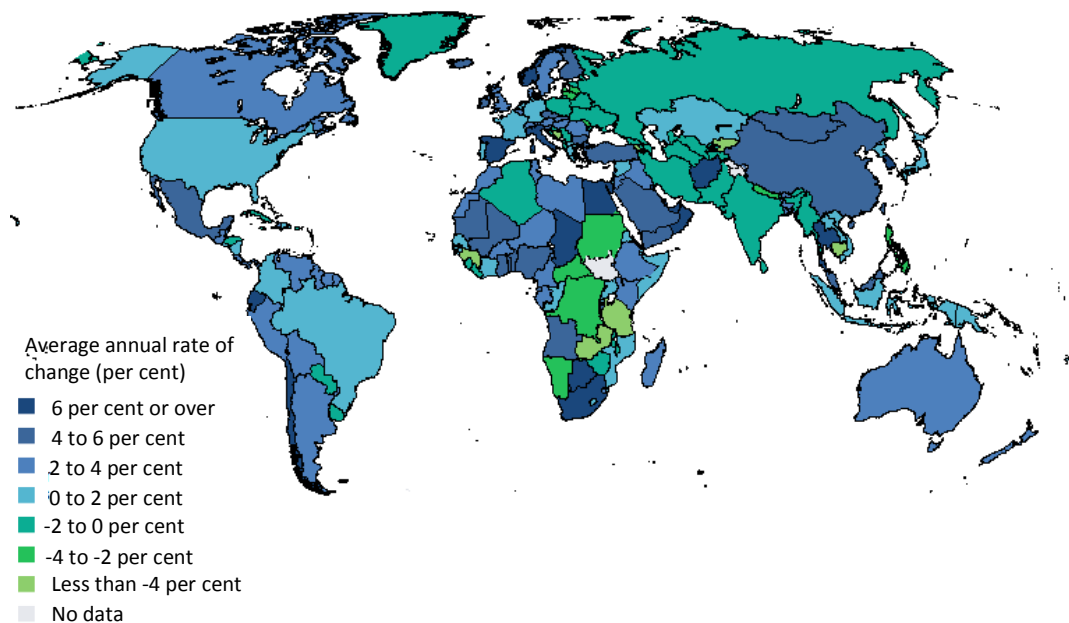 Average annual rate of
change (per cent)
6 per cent or over
4 to 6 per cent
2 to 4 per cent
0 to 2 per cent
-2 to 0 per cent
-4 to -2 per cent
Less than -4 per cent
No data